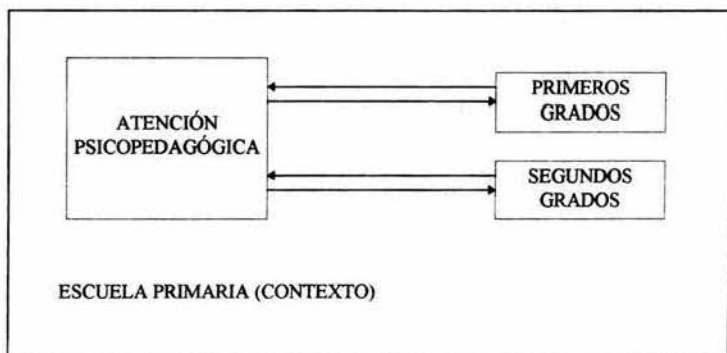 PRIMEROS
GRADOS
ATENCIÓN
PSICOPEDAGÓGICA
SEGUNDOS
GRADOS
ESCUELA PRIMARIA (CONTEXTO)